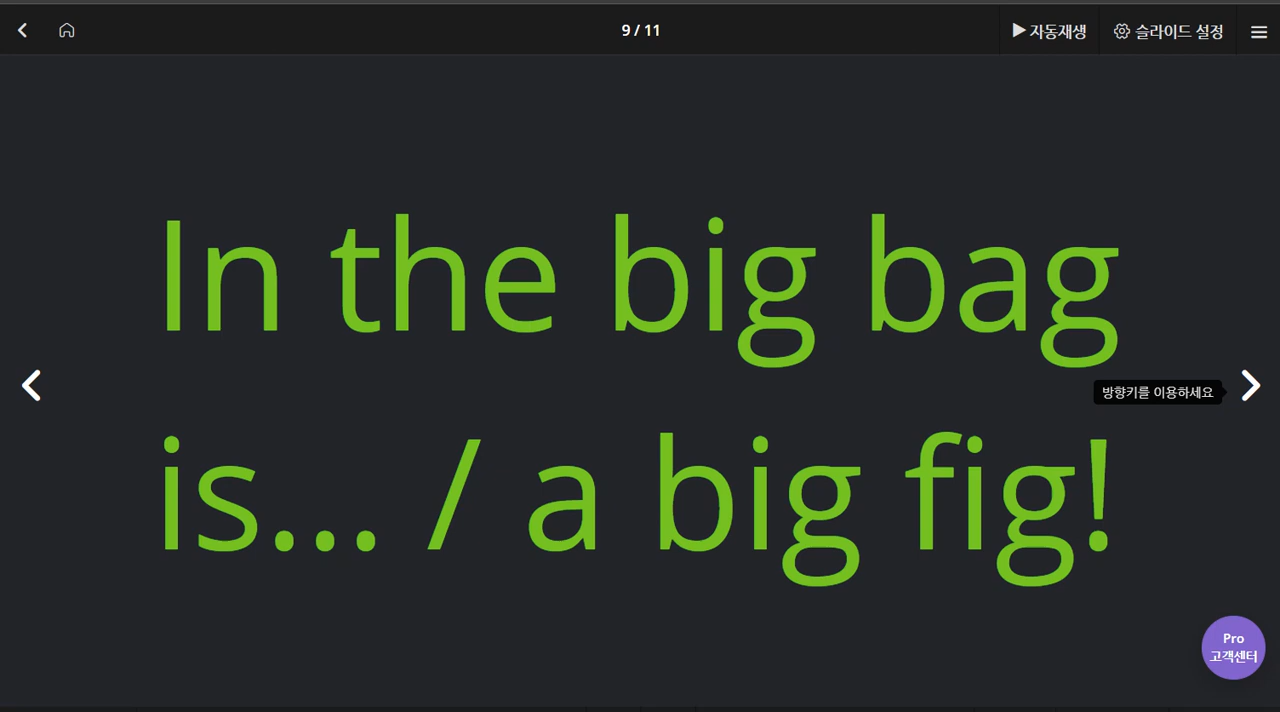 9 / 11
▶ 자동재생
슬라이드 설정
In the big bag
is... / a big fig!
방향키를 이용하세요
Pro
고객센터